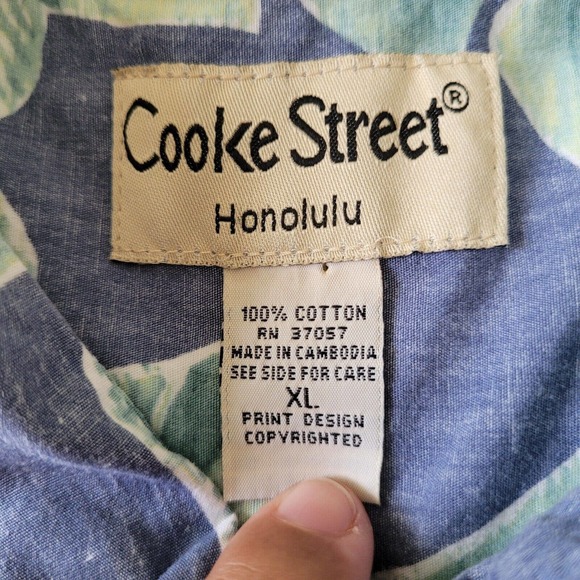 Cooke Street®
Honolulu
100% COTTON
RN 37057
MADE IN CAMBODIA
SEE SIDE FOR CARE
XL
PRINT DESIGN
COPYRIGHTED